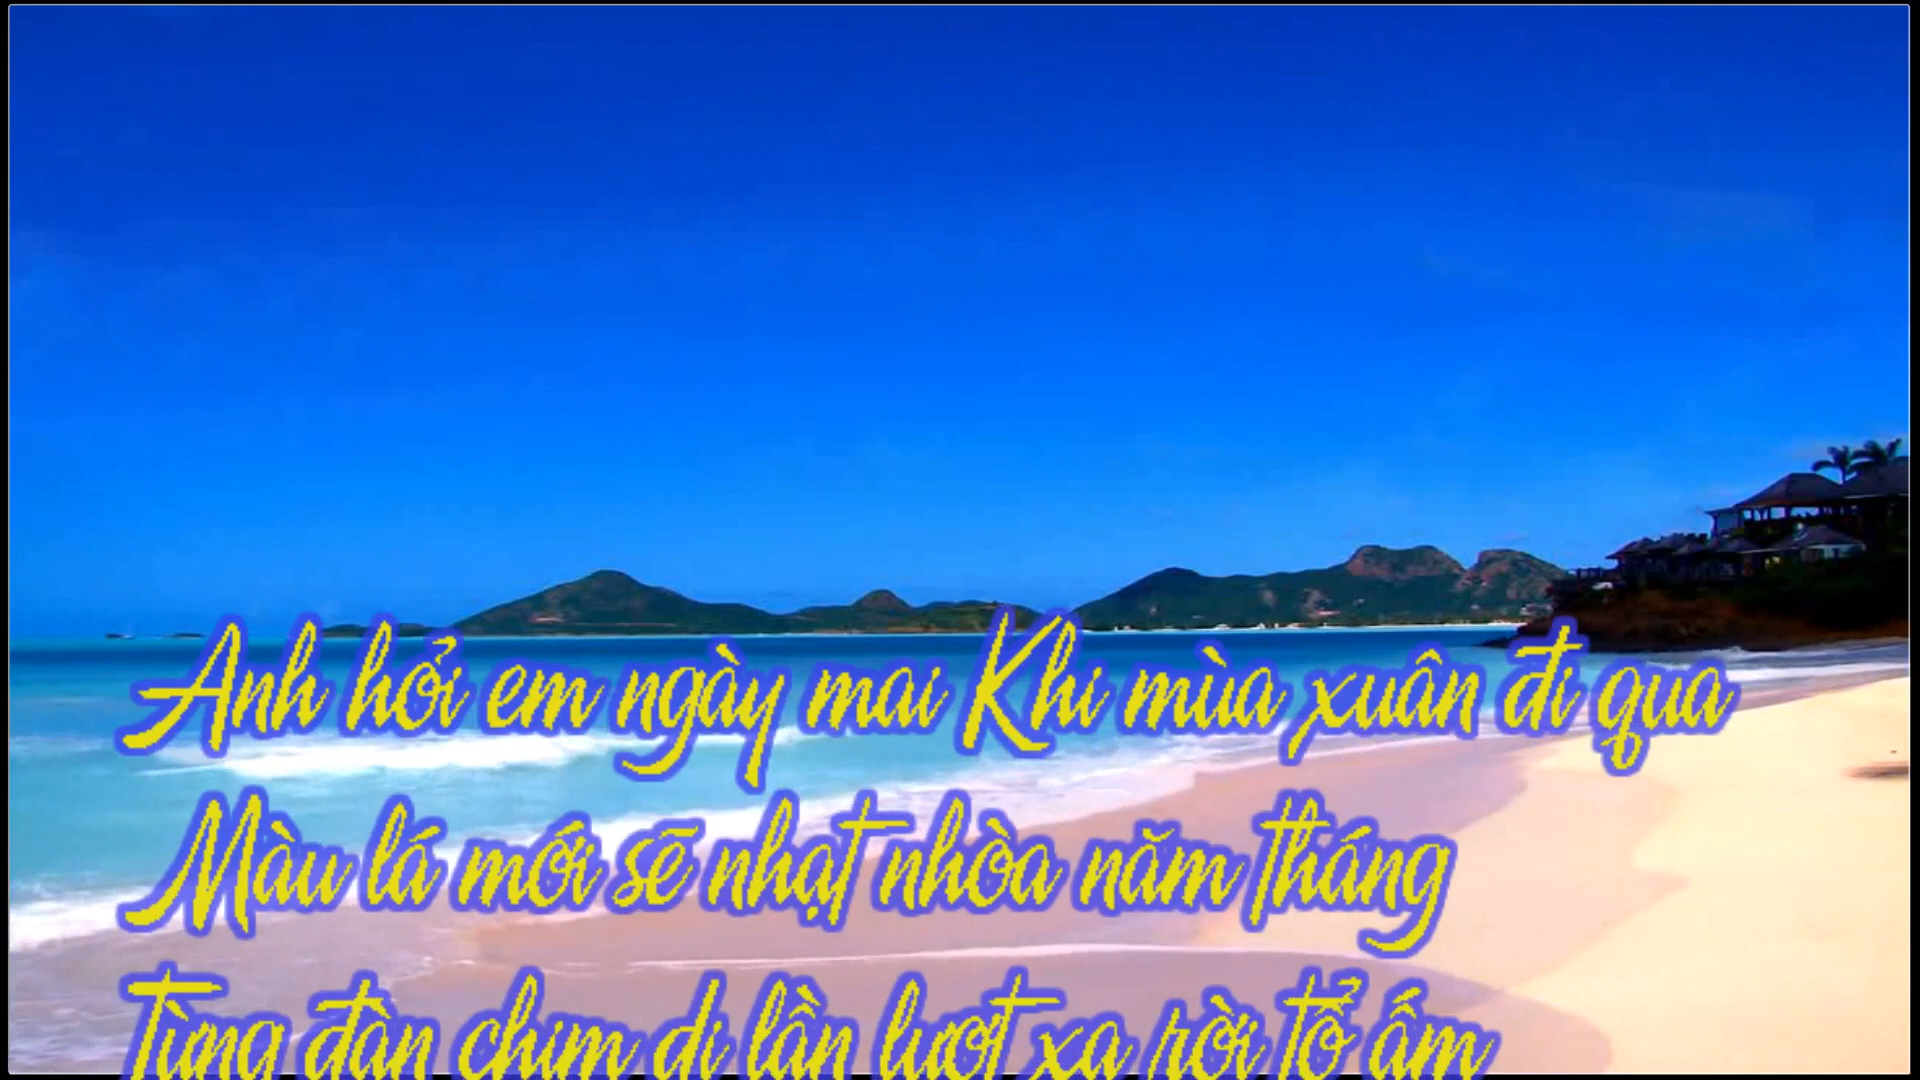 Anh hỏi em ngày mai Khi mùa xuân đi qua
Màu lá mới sẽ nhạt nhòa năm tháng
Từng đàn chim di lần lượt xa rời tổ ấm